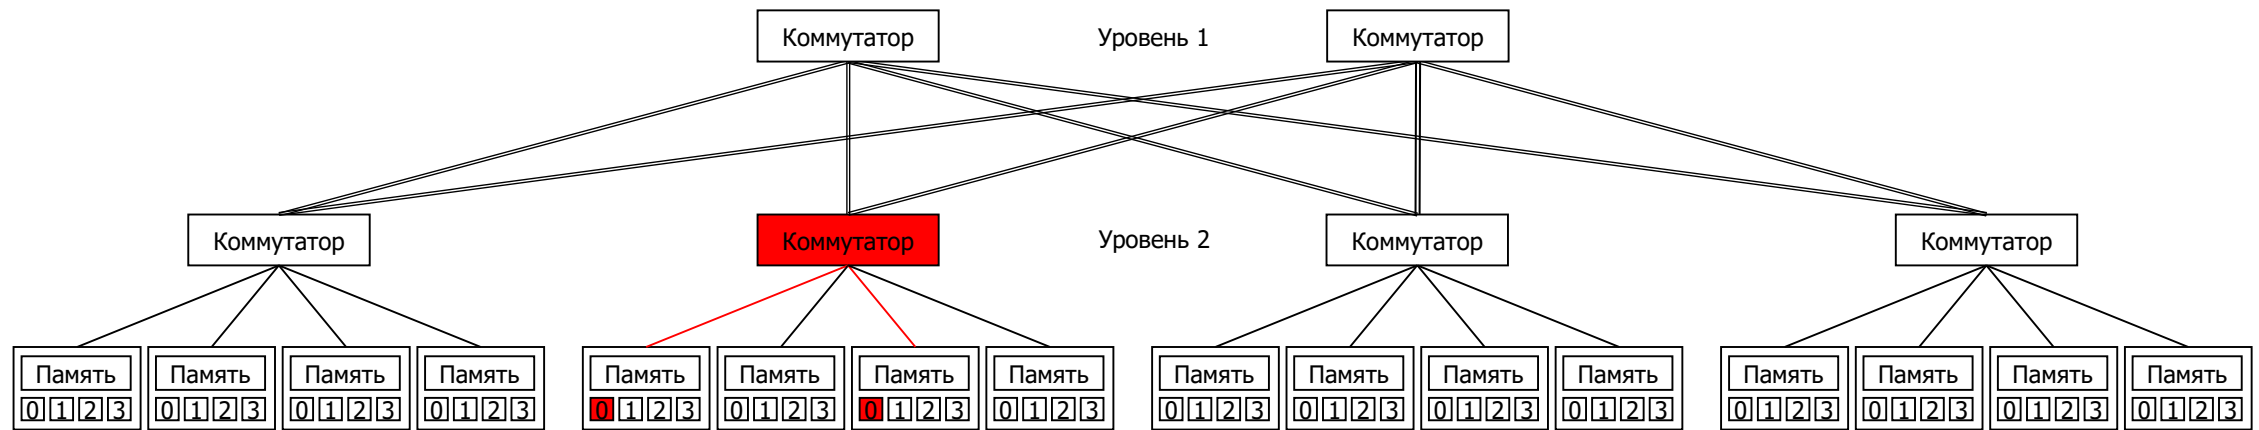 Коммутатор Уровень 1 Коммутатор
Коммутатор Коммутатор Уровень 2 Коммутатор Коммутатор
Память Память Память Память Память Память Память Память Память Память Память Память Память Память Память Память
0 1 2 3 0 1 2 3 0 1 2 3 0 1 2 3 0 1 2 3 0 1 2 3 0 1 2 3 0 1 2 3 0 1 2 3 0 1 2 3 0 1 2 3 0 1 2 3 0 1 2 3 0 1 2 3 0 1 2 3 0 1 2 3